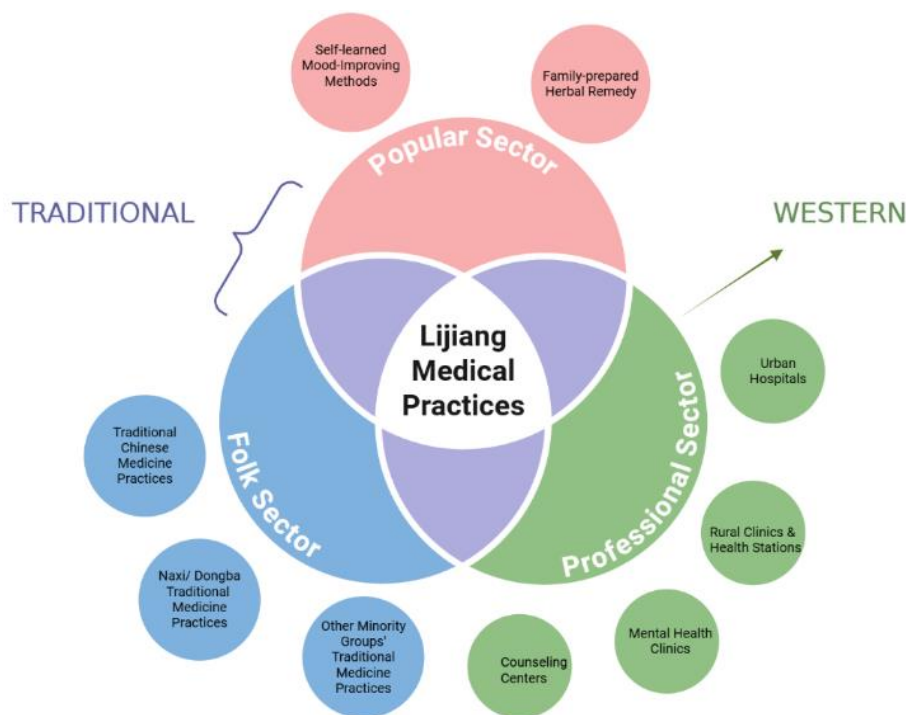 Self-learned
Mood-Improving
Methods
Family-prepared
Herbal Remedy
Popular Sector
TRADITIONAL
WESTERN
Lijiang
Medical
Practices
Urban
Hospitals
Folk Sector
Professional Sector
Traditional
Chinese
Medicine
Practices
Rural Clinics &
Health Stations
Naxi/ Dongba
Traditional
Medicine
Practices
Other Minority
Groups'
Traditional
Medicine
Practices
Counseling
Centers
Mental Health
Clinics